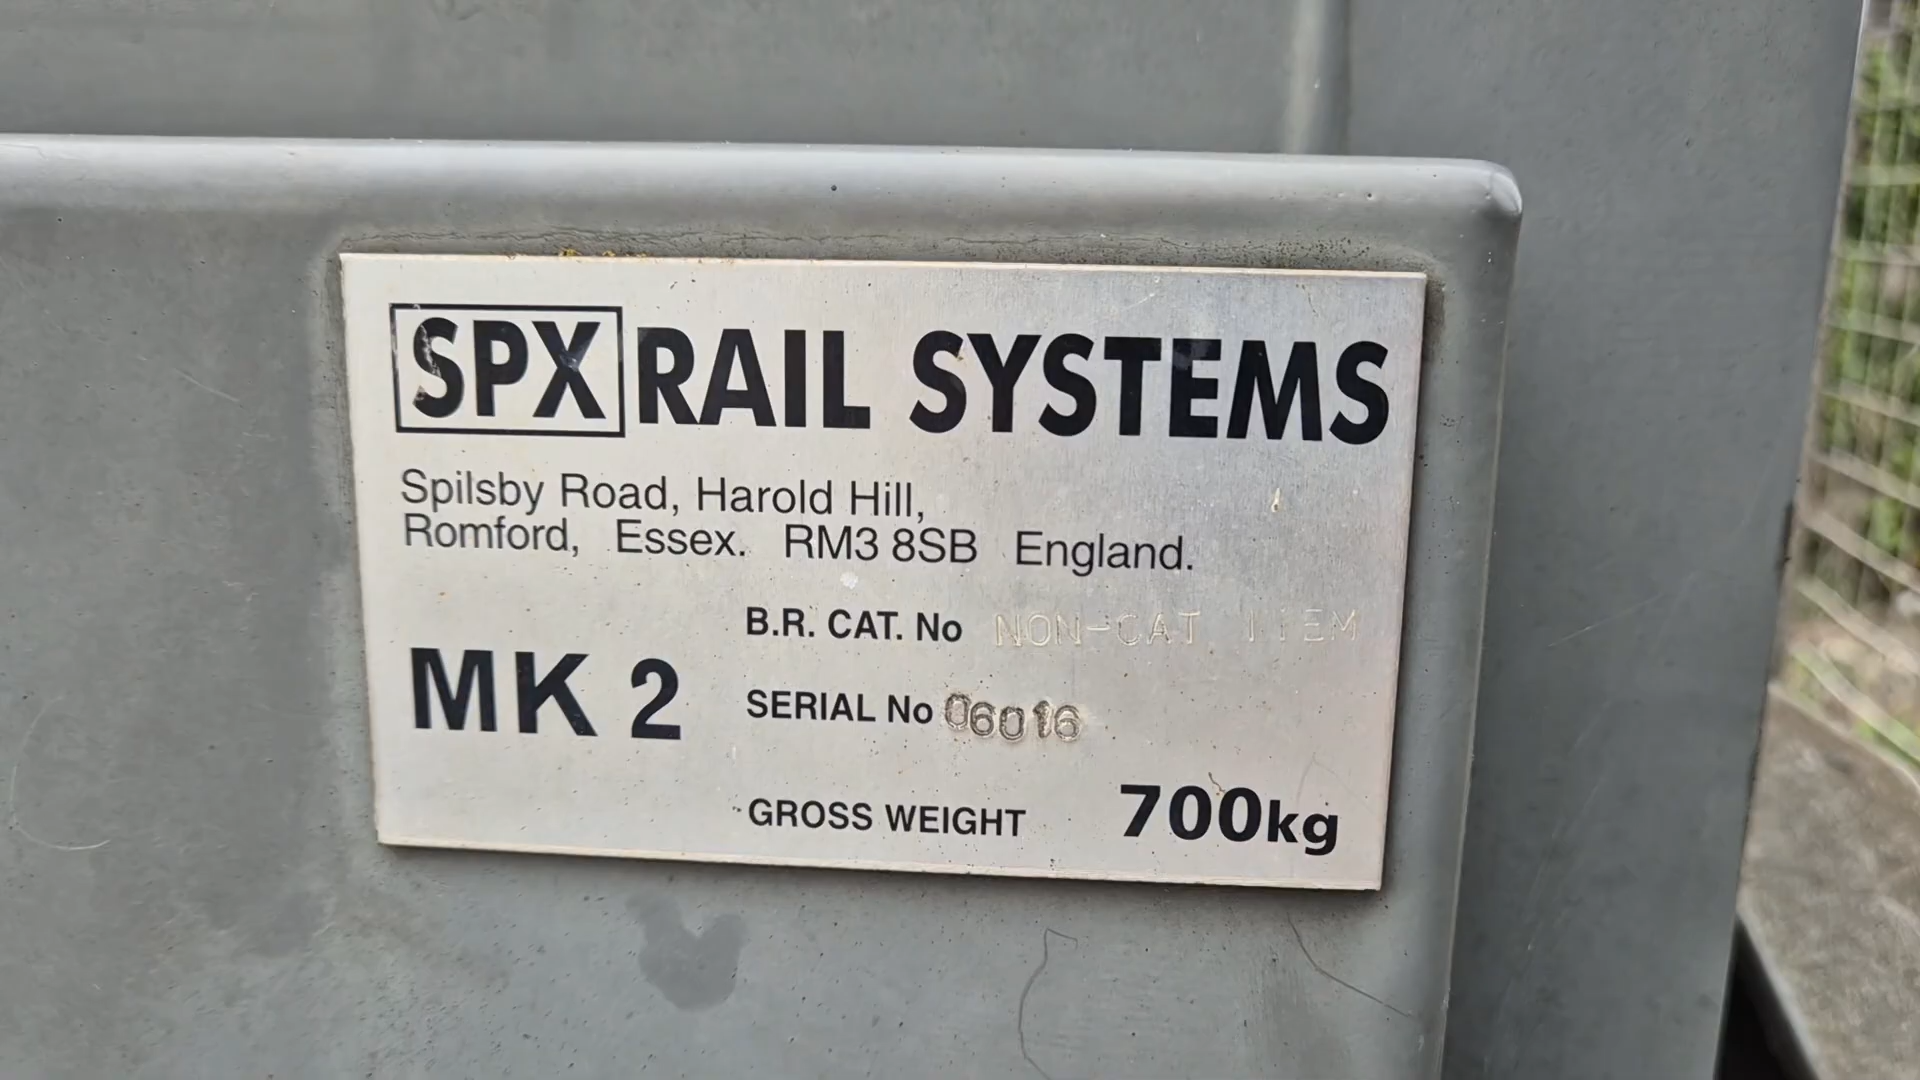 SPX RAIL SYSTEMS
Spilsby Road, Harold Hill,
Romford, Essex. RM3 8SB England.
B.R. CAT. No NON-CAT ITEM
MK 2
SERIAL No 06016
GROSS WEIGHT 700kg